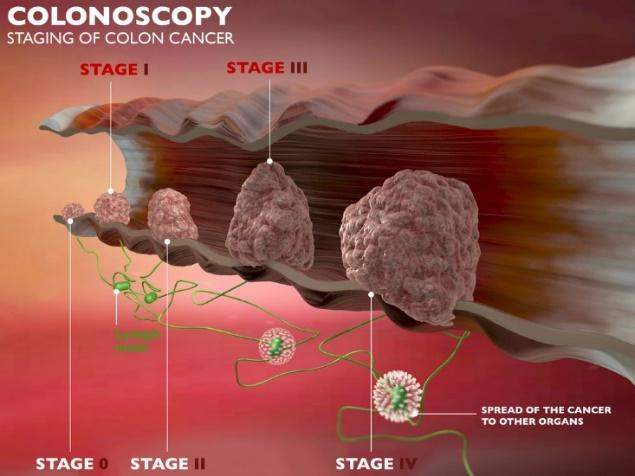 COLONOSCOPY
STAGING OF COLON CANCER
STAGE I
STAGE III
Lymph
node
SPREAD OF THE CANCER
TO OTHER ORGANS
STAGE 0
STAGE II
STAGE IV